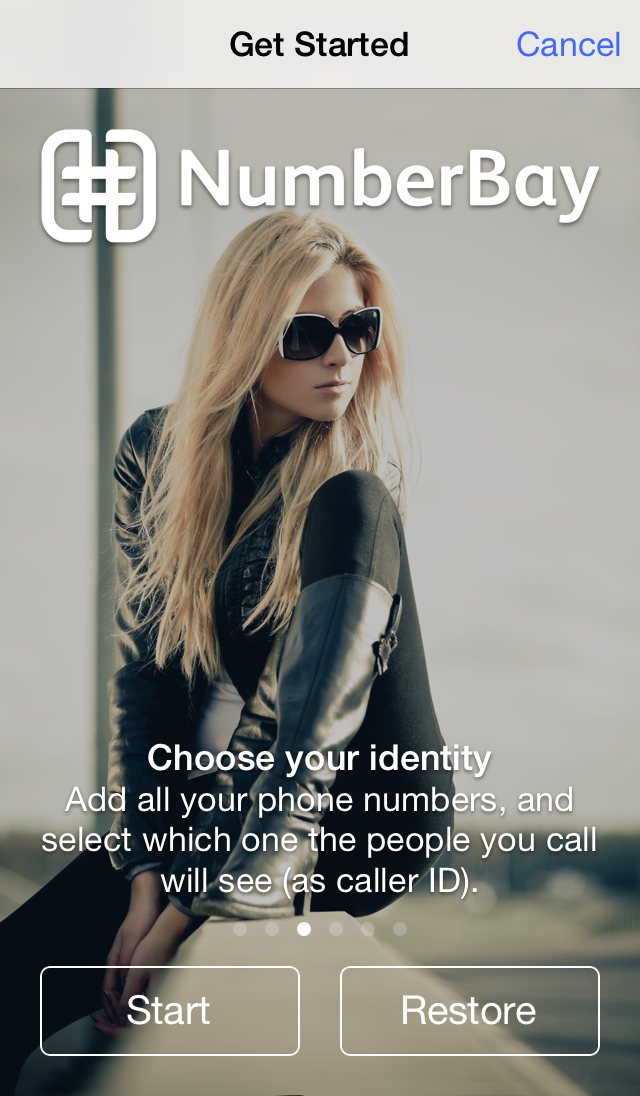 Get Started
Cancel
NumberBay
Choose your identity
Add all your phone numbers, and
select which one the people you call
will see (as caller ID).
Start
Restore